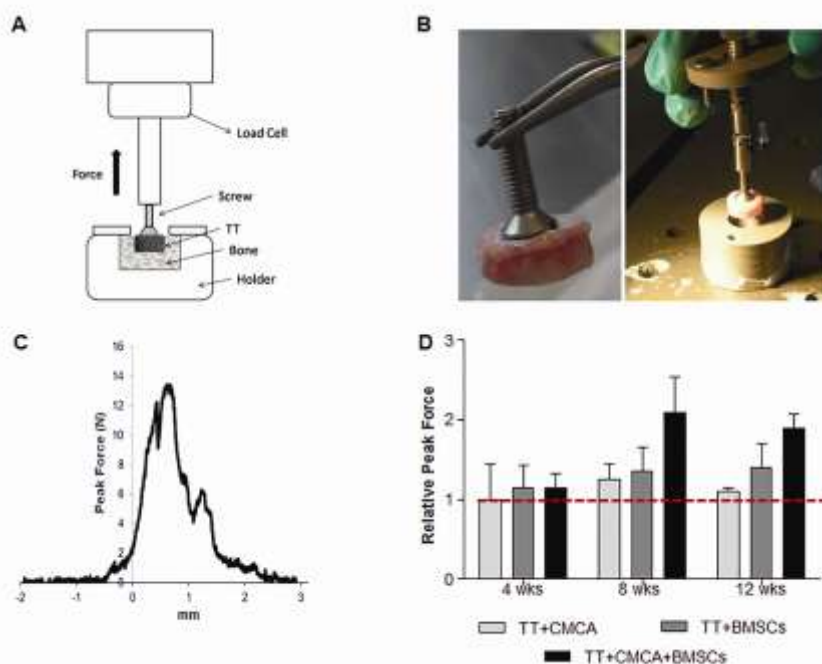 A
Load Cell
Force
Screw
TT
Bone
Holder
B
C
16
14
12
10
8
6
4
2
0
Peak Force (N)
-2 -1 0 1 2 3
mm
D
3
2
1
0
Relative Peak Force
4 wks 8 wks 12 wks
TT+CMCA TT+BMSCs
TT+CMCA+BMSCs